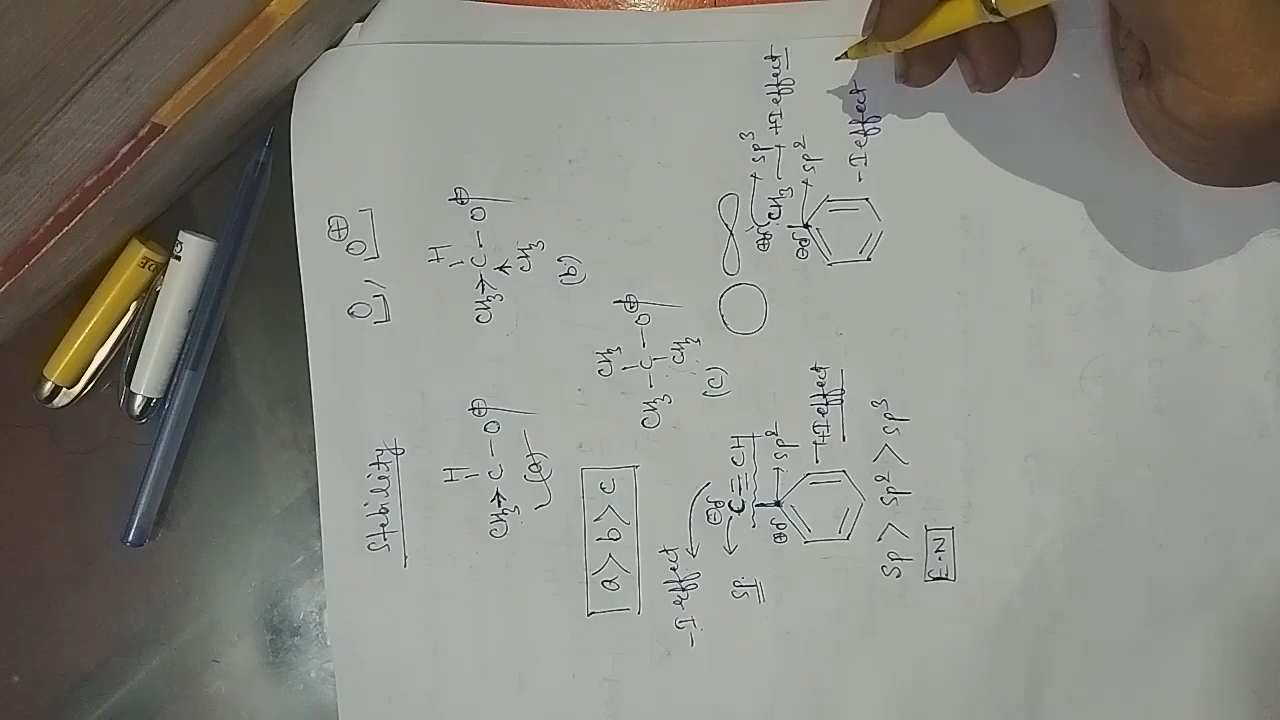 Stability
O, O⊕
H
CH3 → C – O⊖
(a)
H
CH3 → C – O⊖
CH3
(b)
a > b > c
CH3
CH3 – C – O⊖
CH3
(c)
-I effect
C ≡ CH
sp
sp2
+I effect
CH3 → sp3
+I effect
sp2
-I effect
sp > sp2 > sp3
E.N